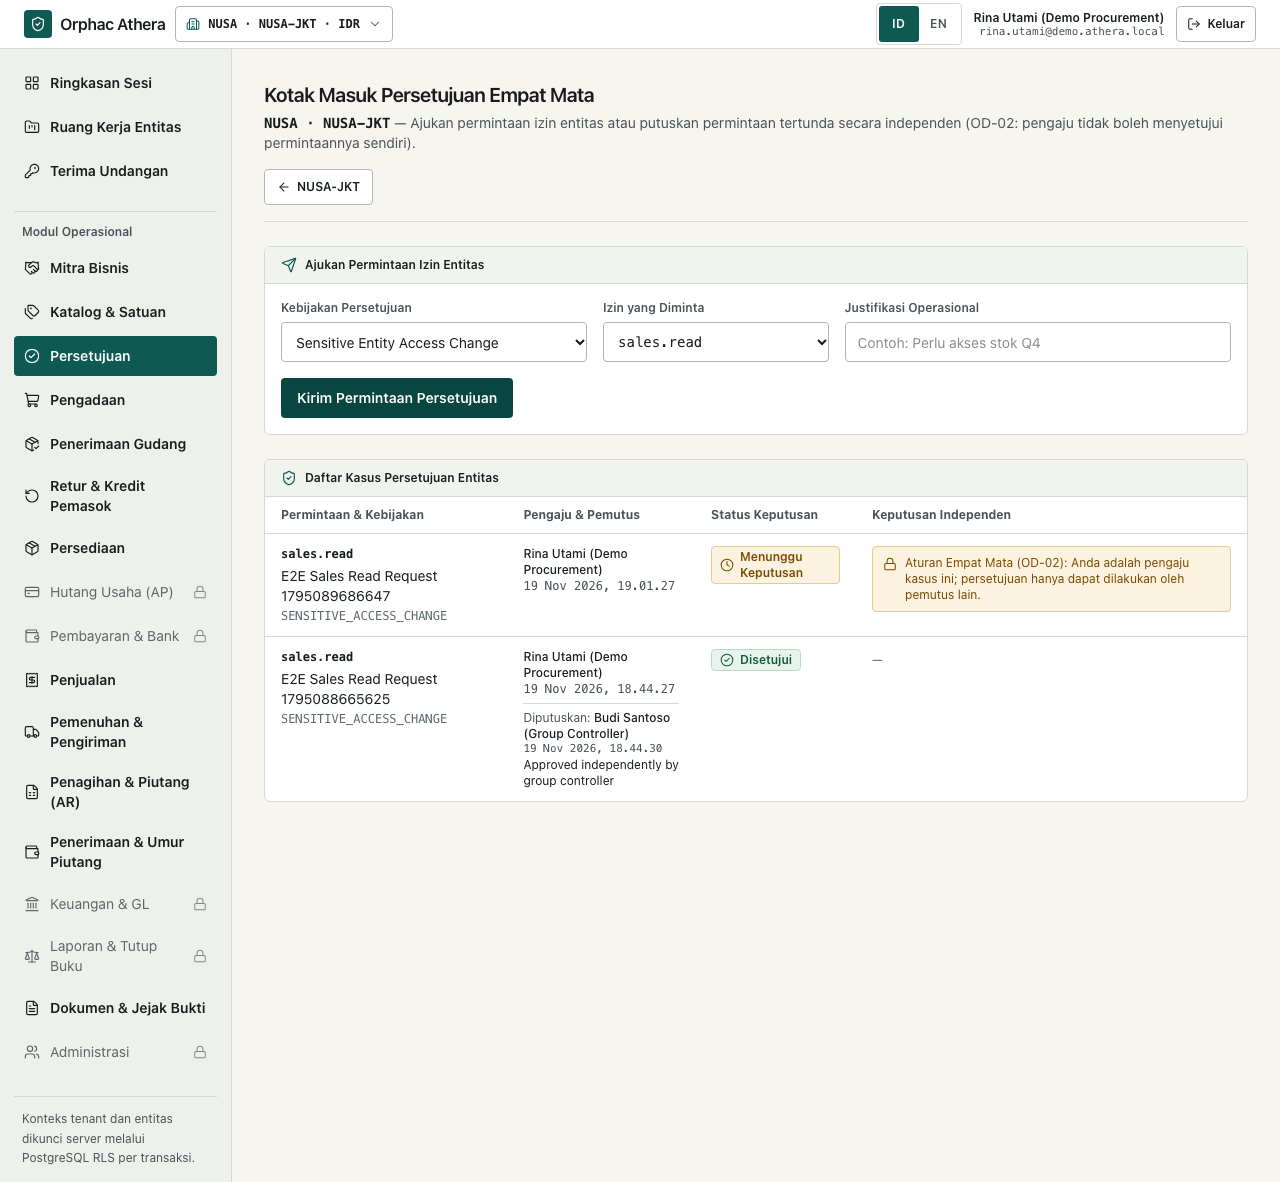 Orphac Athera
NUSA · NUSA-JKT · IDR
ID
EN
Rina Utami (Demo Procurement)
rina.utami@demo.athera.local
Keluar
Ringkasan Sesi
Ruang Kerja Entitas
Terima Undangan
Modul Operasional
Mitra Bisnis
Katalog & Satuan
Persetujuan
Pengadaan
Penerimaan Gudang
Retur & Kredit
Pemasok
Persediaan
Hutang Usaha (AP)
Pembayaran & Bank
Penjualan
Pemenuhan &
Pengiriman
Penagihan & Piutang
(AR)
Penerimaan & Umur
Piutang
Keuangan & GL
Laporan & Tutup
Buku
Dokumen & Jejak Bukti
Administrasi
Konteks tenant dan entitas
dikunci server melalui
PostgreSQL RLS per transaksi.
Kotak Masuk Persetujuan Empat Mata
NUSA · NUSA-JKT — Ajukan permintaan izin entitas atau putuskan permintaan tertunda secara independen (OD-02: pengaju tidak boleh menyetujui
permintaannya sendiri).
NUSA-JKT
Ajukan Permintaan Izin Entitas
Kebijakan Persetujuan
Izin yang Diminta
Justifikasi Operasional
Sensitive Entity Access Change
sales.read
Contoh: Perlu akses stok Q4
Kirim Permintaan Persetujuan
Daftar Kasus Persetujuan Entitas
Permintaan & Kebijakan
Pengaju & Pemutus
Status Keputusan
Keputusan Independen
sales.read
E2E Sales Read Request
1795089686647
SENSITIVE_ACCESS_CHANGE
Rina Utami (Demo
Procurement)
19 Nov 2026, 19.01.27
Menunggu
Keputusan
Aturan Empat Mata (OD-02): Anda adalah pengaju
kasus ini; persetujuan hanya dapat dilakukan oleh
pemutus lain.
sales.read
E2E Sales Read Request
1795088665625
SENSITIVE_ACCESS_CHANGE
Rina Utami (Demo
Procurement)
19 Nov 2026, 18.44.27
Diputuskan: Budi Santoso
(Group Controller)
19 Nov 2026, 18.44.30
Approved independently by
group controller
Disetujui
—